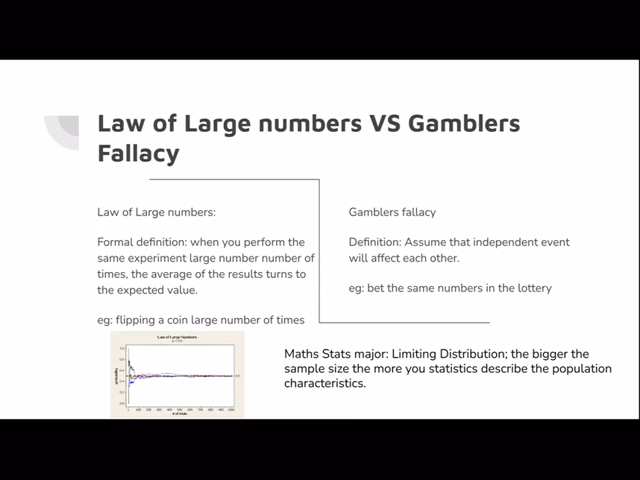 Law of Large numbers VS Gamblers
Fallacy
Law of Large numbers:
Formal definition: when you perform the
same experiment large number number of
times, the average of the results turns to
the expected value.
eg: flipping a coin large number of times
Gamblers fallacy
Definition: Assume that independent event
will affect each other.
eg: bet the same numbers in the lottery
Law of Large Numbers
probability
# of trials
Maths Stats major: Limiting Distribution; the bigger the
sample size the more you statistics describe the population
characteristics.